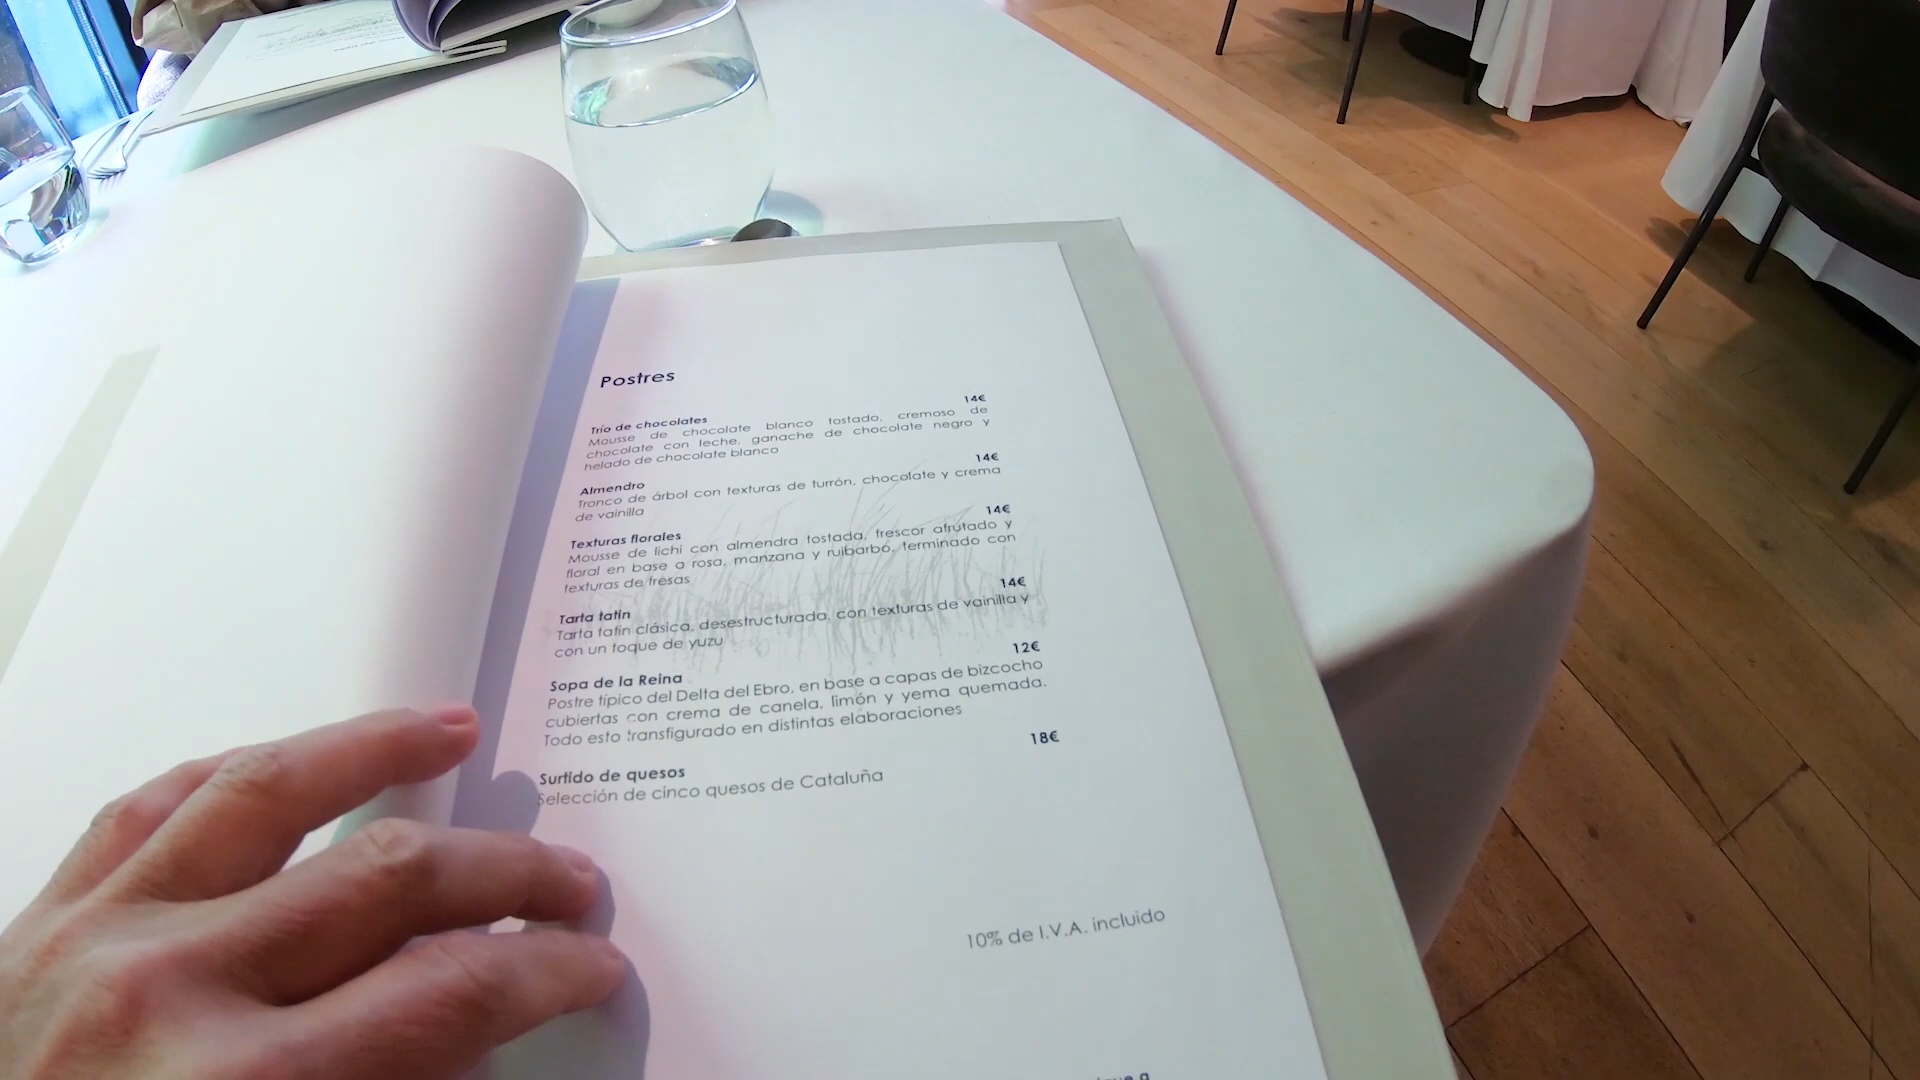 Postres
14€
Trío de chocolates
Mousse de chocolate blanco tostado, cremoso de
chocolate con leche, ganache de chocolate negro y
helado de chocolate blanco
14€
Almendro
Tronco de árbol con texturas de turrón, chocolate y crema
de vainilla
14€
Texturas florales
Mousse de lichi con almendra tostada, frescor afrutado y
floral en base a rosa, manzana y ruibarbo, terminado con
texturas de fresas
14€
Tarta tatin
Tarta tatin clásica, desestructurada, con texturas de vainilla y
con un toque de yuzu
12€
Sopa de la Reina
Postre típico del Delta del Ebro, en base a capas de bizcocho
cubiertas con crema de canela, limón y yema quemada.
Todo esto transfigurado en distintas elaboraciones
18€
Surtido de quesos
Selección de cinco quesos de Cataluña
10% de I.V.A. incluido